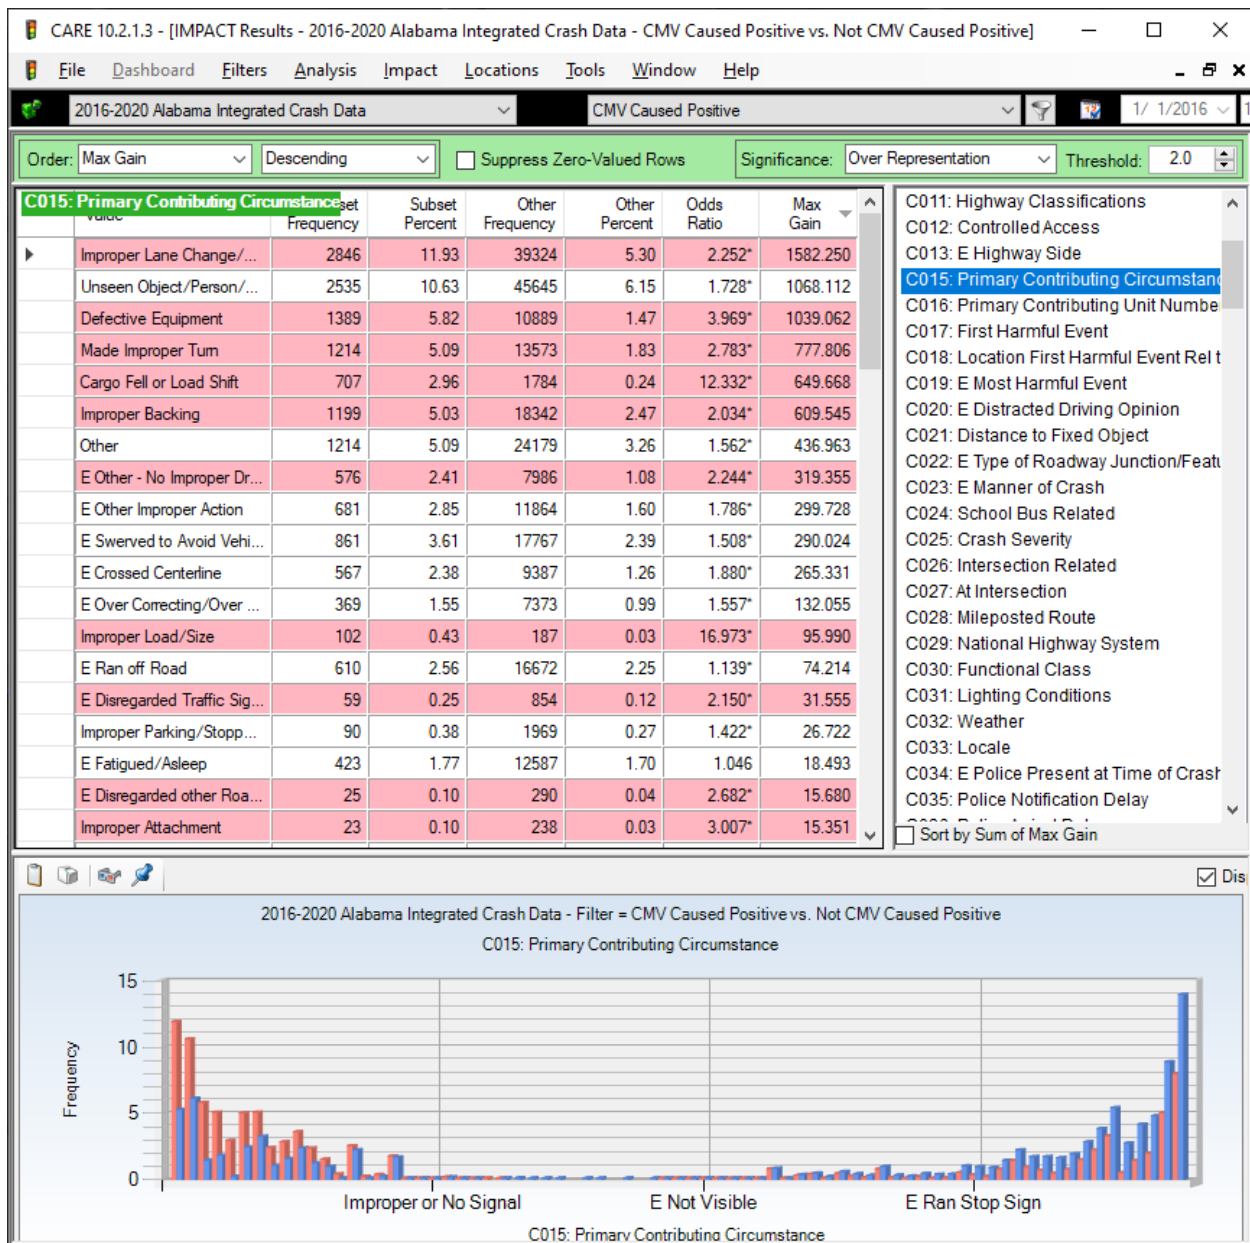 CARE 10.2.1.3 - [IMPACT Results - 2016-2020 Alabama Integrated Crash Data - CMV Caused Positive vs. Not CMV Caused Positive]
File Dashboard Filters Analysis Impact Locations Tools Window Help
2016-2020 Alabama Integrated Crash Data CMV Caused Positive 1/ 1/2016
Order: Max Gain Descending Suppress Zero-Valued Rows Significance: Over Representation Threshold: 2.0
C015: Primary Contributing Circumstance
Subset Other Other Odds Max
Frequency Percent Frequency Percent Ratio Gain
Improper Lane Change/... 2846 11.93 39324 5.30 2.252* 1582.250
Unseen Object/Person/... 2535 10.63 45645 6.15 1.728* 1068.112
Defective Equipment 1389 5.82 10889 1.47 3.969* 1039.062
Made Improper Turn 1214 5.09 13573 1.83 2.783* 777.806
Cargo Fell or Load Shift 707 2.96 1784 0.24 12.332* 649.668
Improper Backing 1199 5.03 18342 2.47 2.034* 609.545
Other 1214 5.09 24179 3.26 1.562* 436.963
E Other - No Improper Dr... 576 2.41 7986 1.08 2.244* 319.355
E Other Improper Action 681 2.85 11864 1.60 1.786* 299.728
E Swerved to Avoid Vehi... 861 3.61 17767 2.39 1.508* 290.024
E Crossed Centerline 567 2.38 9387 1.26 1.880* 265.331
E Over Correcting/Over ... 369 1.55 7373 0.99 1.557* 132.055
Improper Load/Size 102 0.43 187 0.03 16.973* 95.990
E Ran off Road 610 2.56 16672 2.25 1.139* 74.214
E Disregarded Traffic Sig... 59 0.25 854 0.12 2.150* 31.555
Improper Parking/Stopp... 90 0.38 1969 0.27 1.422* 26.722
E Fatigued/Asleep 423 1.77 12587 1.70 1.046 18.493
E Disregarded other Roa... 25 0.10 290 0.04 2.682* 15.680
Improper Attachment 23 0.10 238 0.03 3.007* 15.351
C011: Highway Classifications
C012: Controlled Access
C013: E Highway Side
C015: Primary Contributing Circumstanc
C016: Primary Contributing Unit Numbe
C017: First Harmful Event
C018: Location First Harmful Event Rel t
C019: E Most Harmful Event
C020: E Distracted Driving Opinion
C021: Distance to Fixed Object
C022: E Type of Roadway Junction/Featu
C023: E Manner of Crash
C024: School Bus Related
C025: Crash Severity
C026: Intersection Related
C027: At Intersection
C028: Mileposted Route
C029: National Highway System
C030: Functional Class
C031: Lighting Conditions
C032: Weather
C033: Locale
C034: E Police Present at Time of Crash
C035: Police Notification Delay
Sort by Sum of Max Gain
Dis
2016-2020 Alabama Integrated Crash Data - Filter = CMV Caused Positive vs. Not CMV Caused Positive
C015: Primary Contributing Circumstance
15
10
5
0
Frequency
Improper or No Signal E Not Visible E Ran Stop Sign
C015: Primary Contributing Circumstance